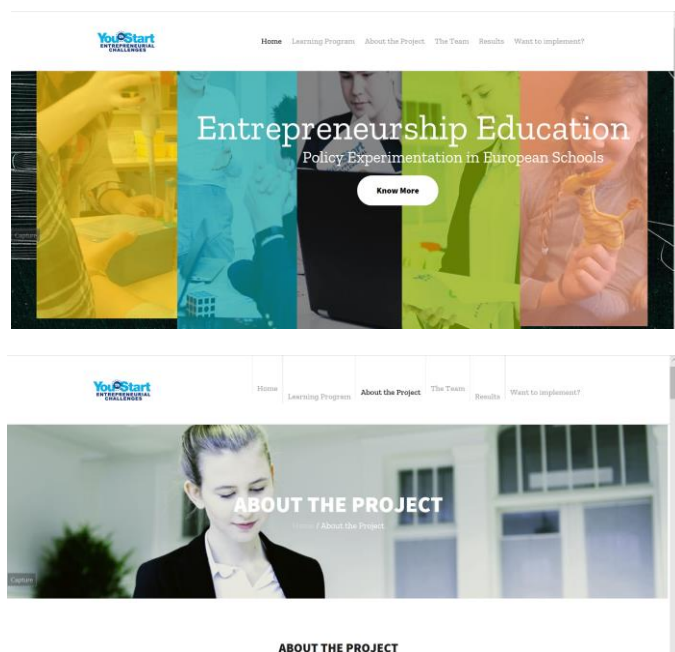 YouStart
ENTREPRENEURIAL
CHALLENGES
Home Learning Program About the Project The Team Results Want to implement?
Entrepreneurship Education
Policy Experimentation in European Schools
Know More
Capture
YouStart
ENTREPRENEURIAL
CHALLENGES
Home Learning Program About the Project The Team Results Want to implement?
ABOUT THE PROJECT
Home / About the Project
Capture
ABOUT THE PROJECT